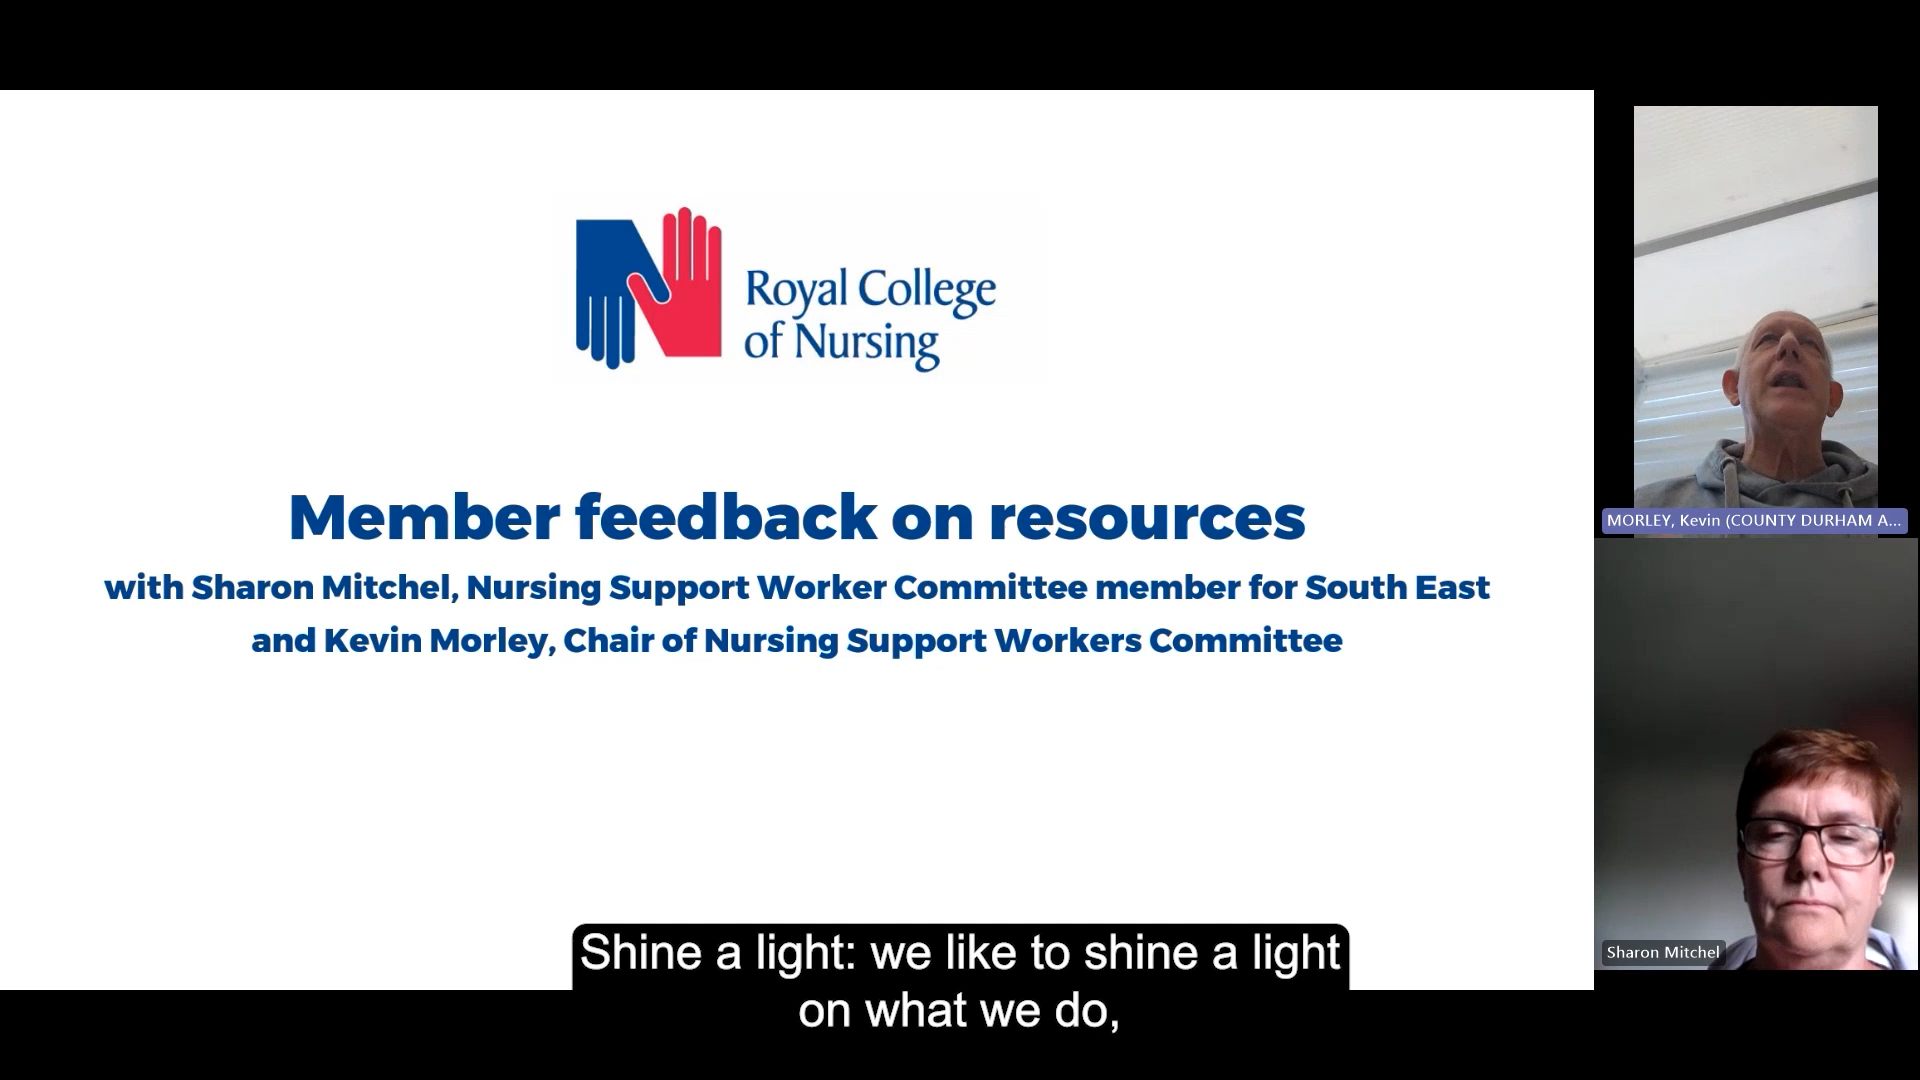 Royal College
of Nursing
Member feedback on resources
with Sharon Mitchel, Nursing Support Worker Committee member for South East
and Kevin Morley, Chair of Nursing Support Workers Committee
MORLEY, Kevin (COUNTY DURHAM A...
Sharon Mitchel
Shine a light: we like to shine a light
on what we do,